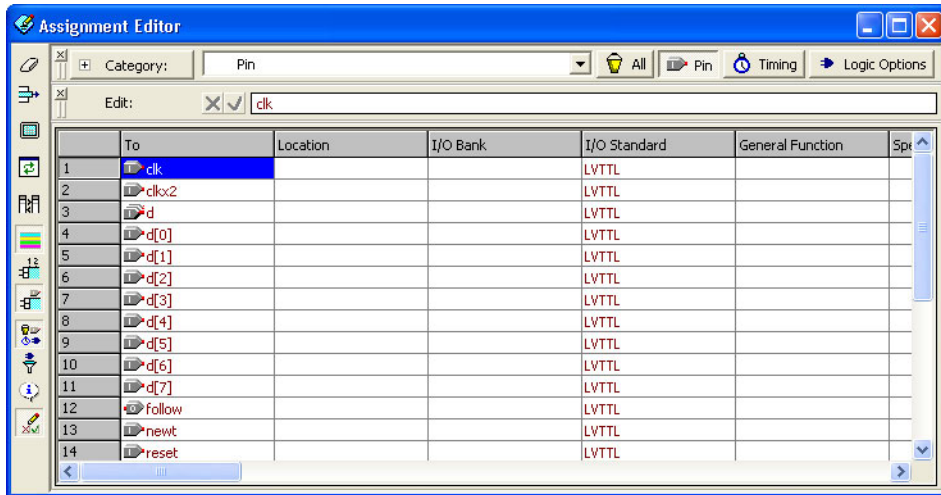 Assignment Editor
Category: Pin All Pin Timing Logic Options
Edit: clk
To Location I/O Bank I/O Standard General Function Spe
1 clk LVTTL
2 clkx2 LVTTL
3 d LVTTL
4 d[0] LVTTL
5 d[1] LVTTL
6 d[2] LVTTL
7 d[3] LVTTL
8 d[4] LVTTL
9 d[5] LVTTL
10 d[6] LVTTL
11 d[7] LVTTL
12 follow LVTTL
13 newt LVTTL
14 reset LVTTL